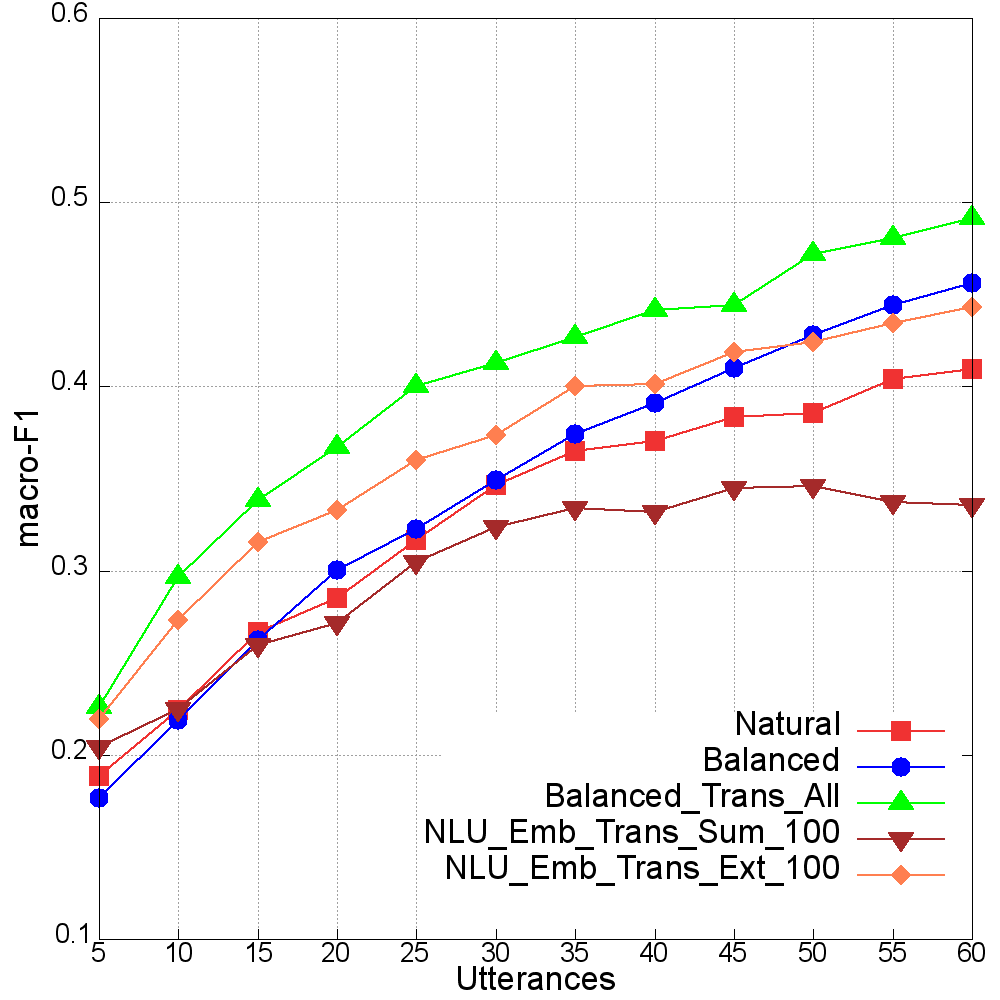 0.6
0.5
0.4
0.3
0.2
0.1
macro-F1
Natural
Balanced
Balanced_Trans_All
NLU_Emb_Trans_Sum_100
NLU_Emb_Trans_Ext_100
5 10 15 20 25 30 35 40 45 50 55 60
Utterances